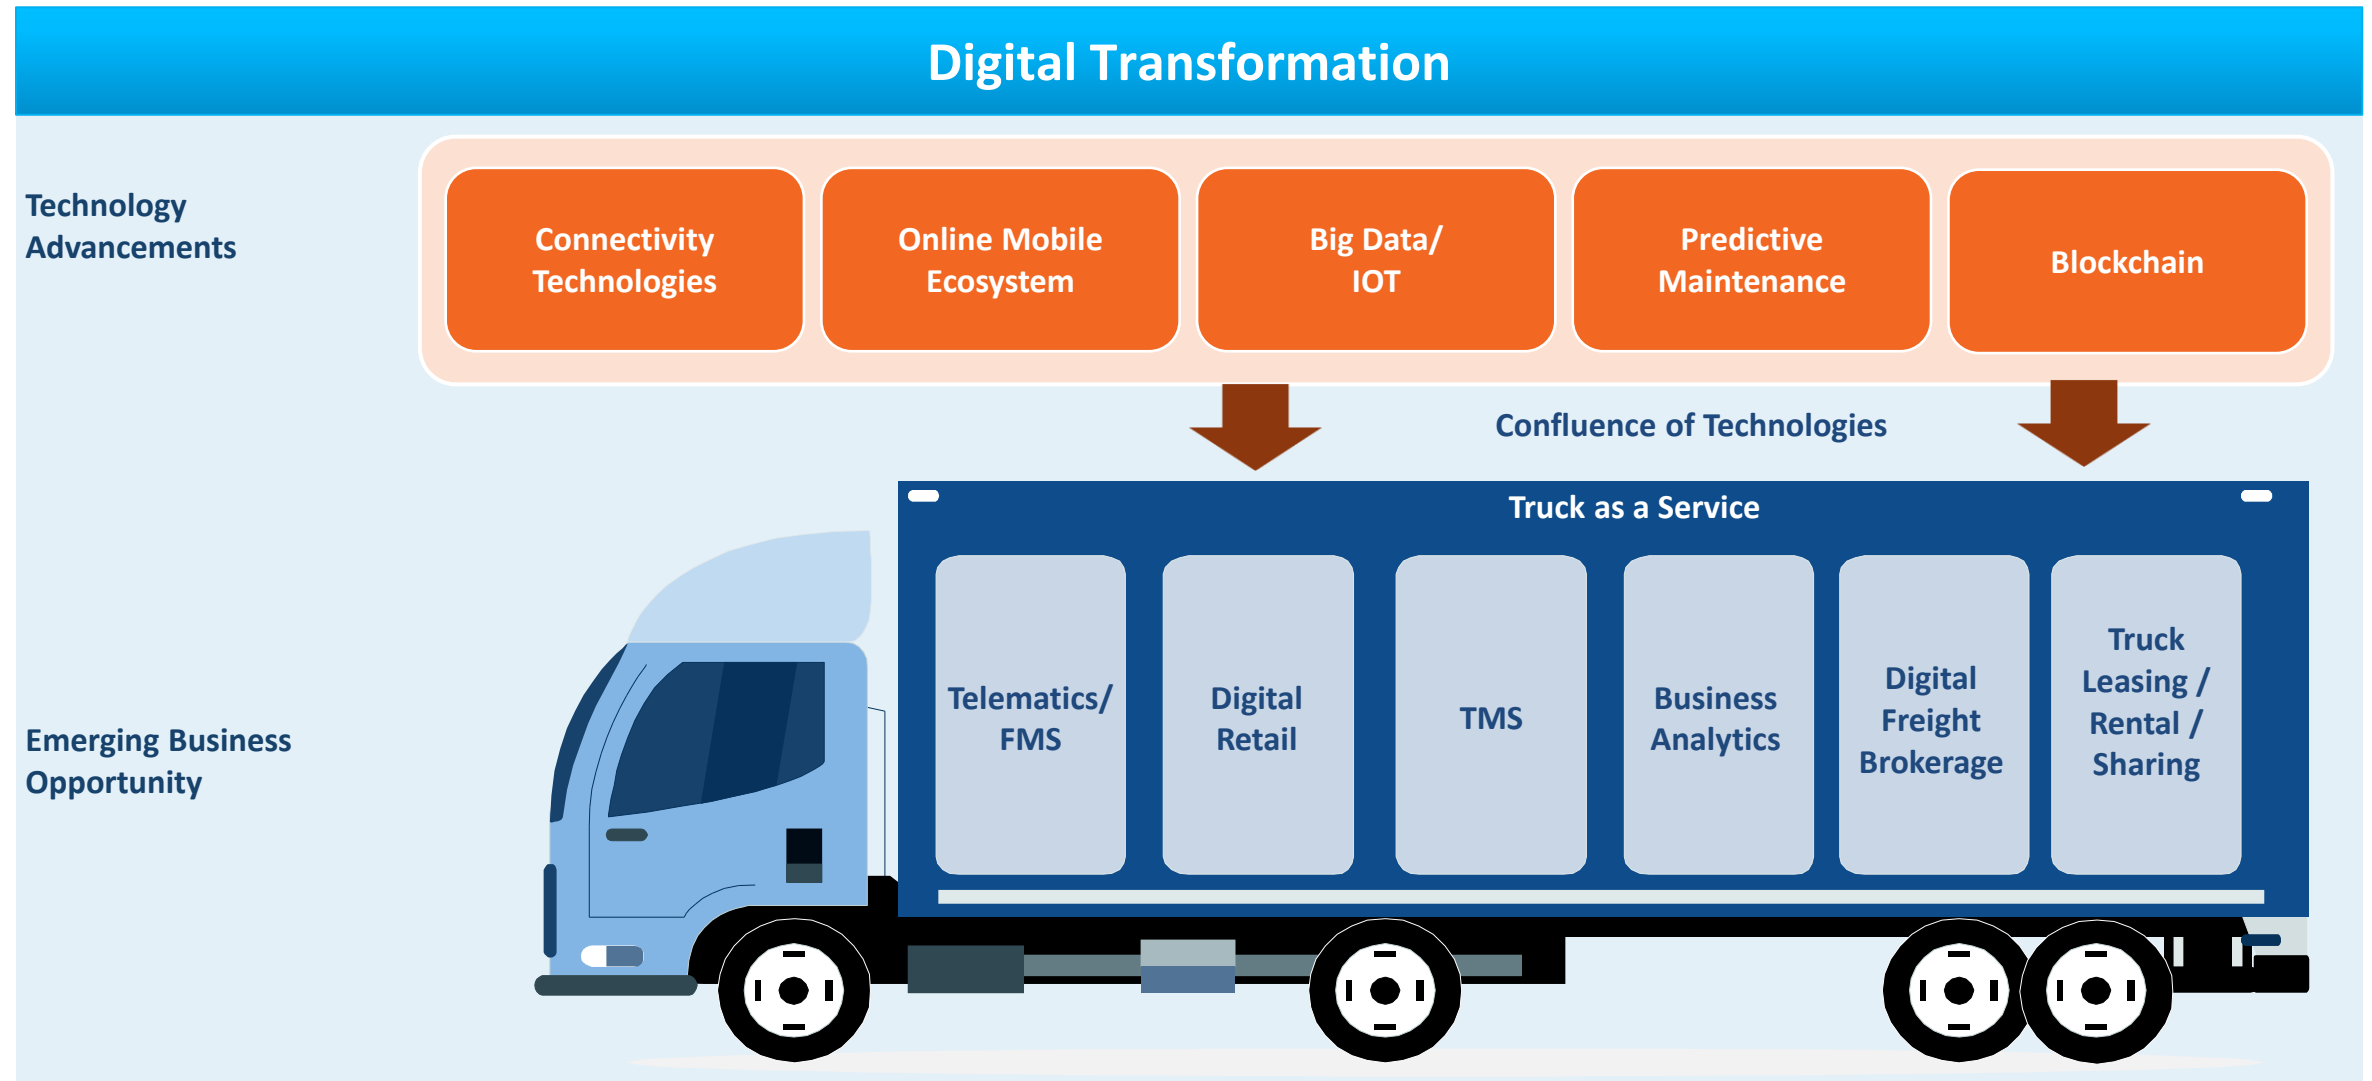 Digital Transformation
Technology
Advancements
Connectivity
Technologies
Online Mobile
Ecosystem
Big Data/
IOT
Predictive
Maintenance
Blockchain
Confluence of Technologies
Truck as a Service
Emerging Business
Opportunity
Telematics/
FMS
Digital
Retail
TMS
Business
Analytics
Digital
Freight
Brokerage
Truck
Leasing /
Rental /
Sharing